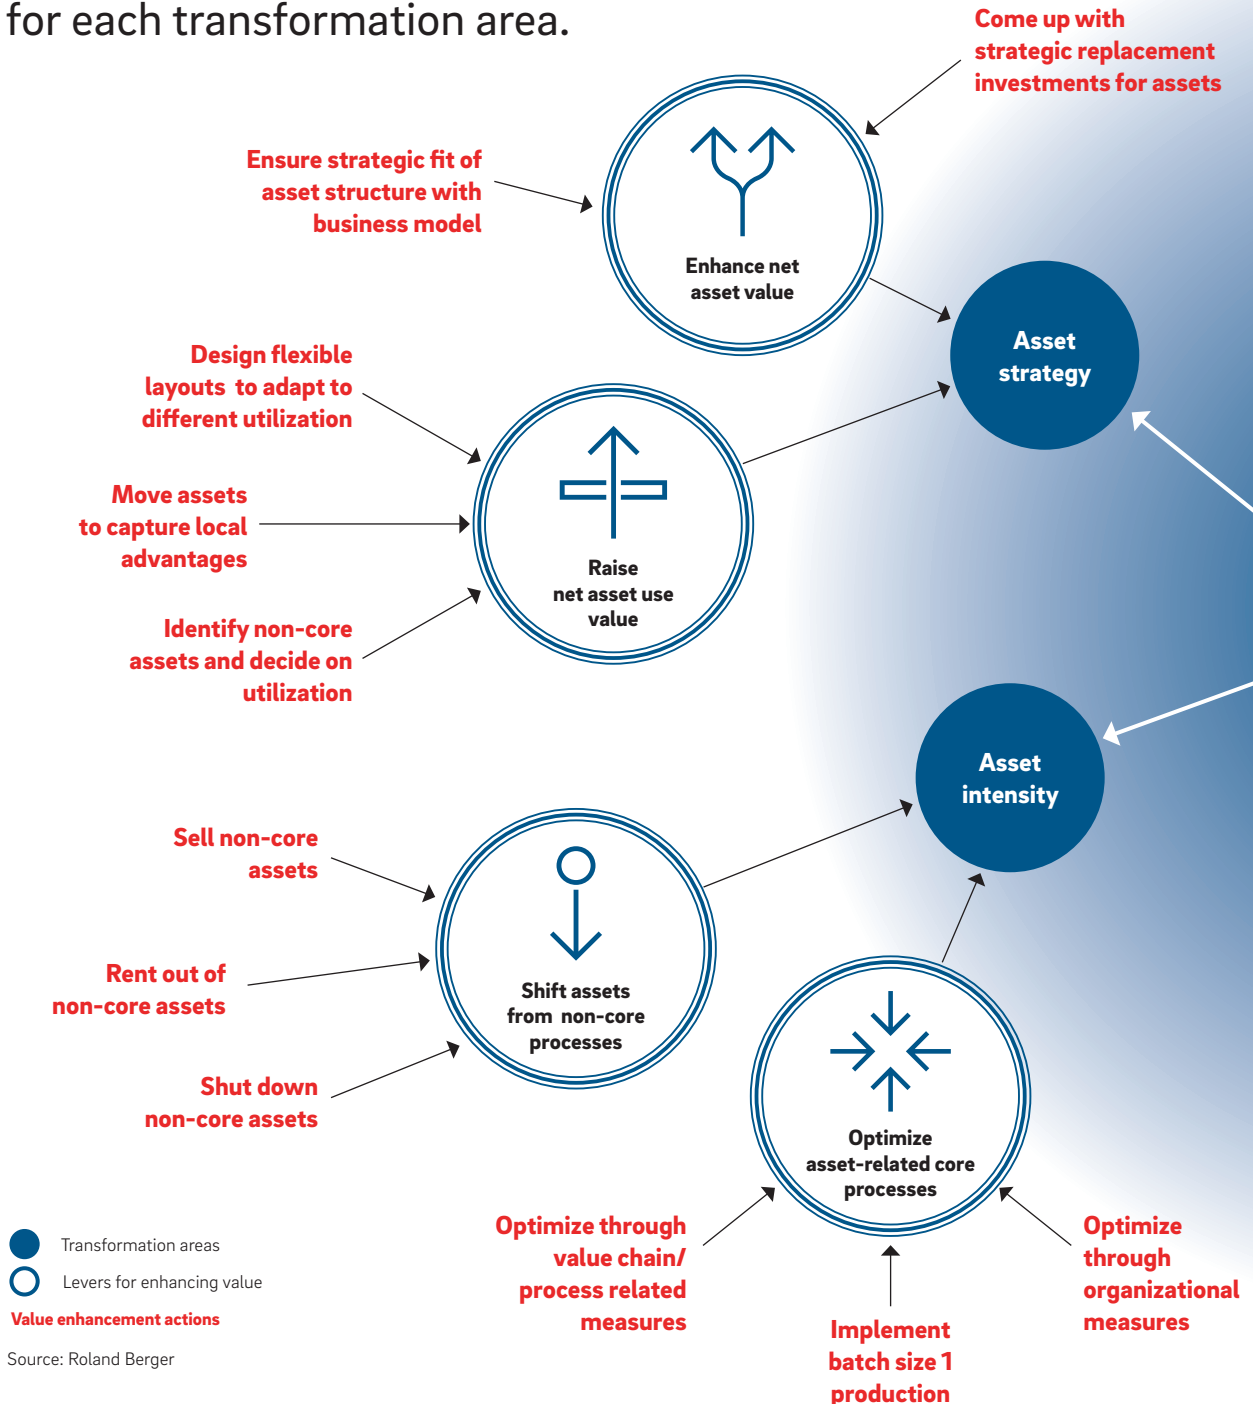 for each transformation area.
Come up with
strategic replacement
investments for assets
Ensure strategic fit of
asset structure with
business model
Enhance net
asset value
Asset
strategy
Design flexible
layouts to adapt to
different utilization
Move assets
to capture local
advantages
Identify non-core
assets and decide on
utilization
Raise
net asset use
value
Asset
intensity
Sell non-core
assets
Rent out of
non-core assets
Shut down
non-core assets
Shift assets
from non-core
processes
Optimize
asset-related core
processes
Optimize through
value chain/
process related
measures
Implement
batch size 1
production
Optimize
through
organizational
measures
Transformation areas
Levers for enhancing value
Value enhancement actions
Source: Roland Berger